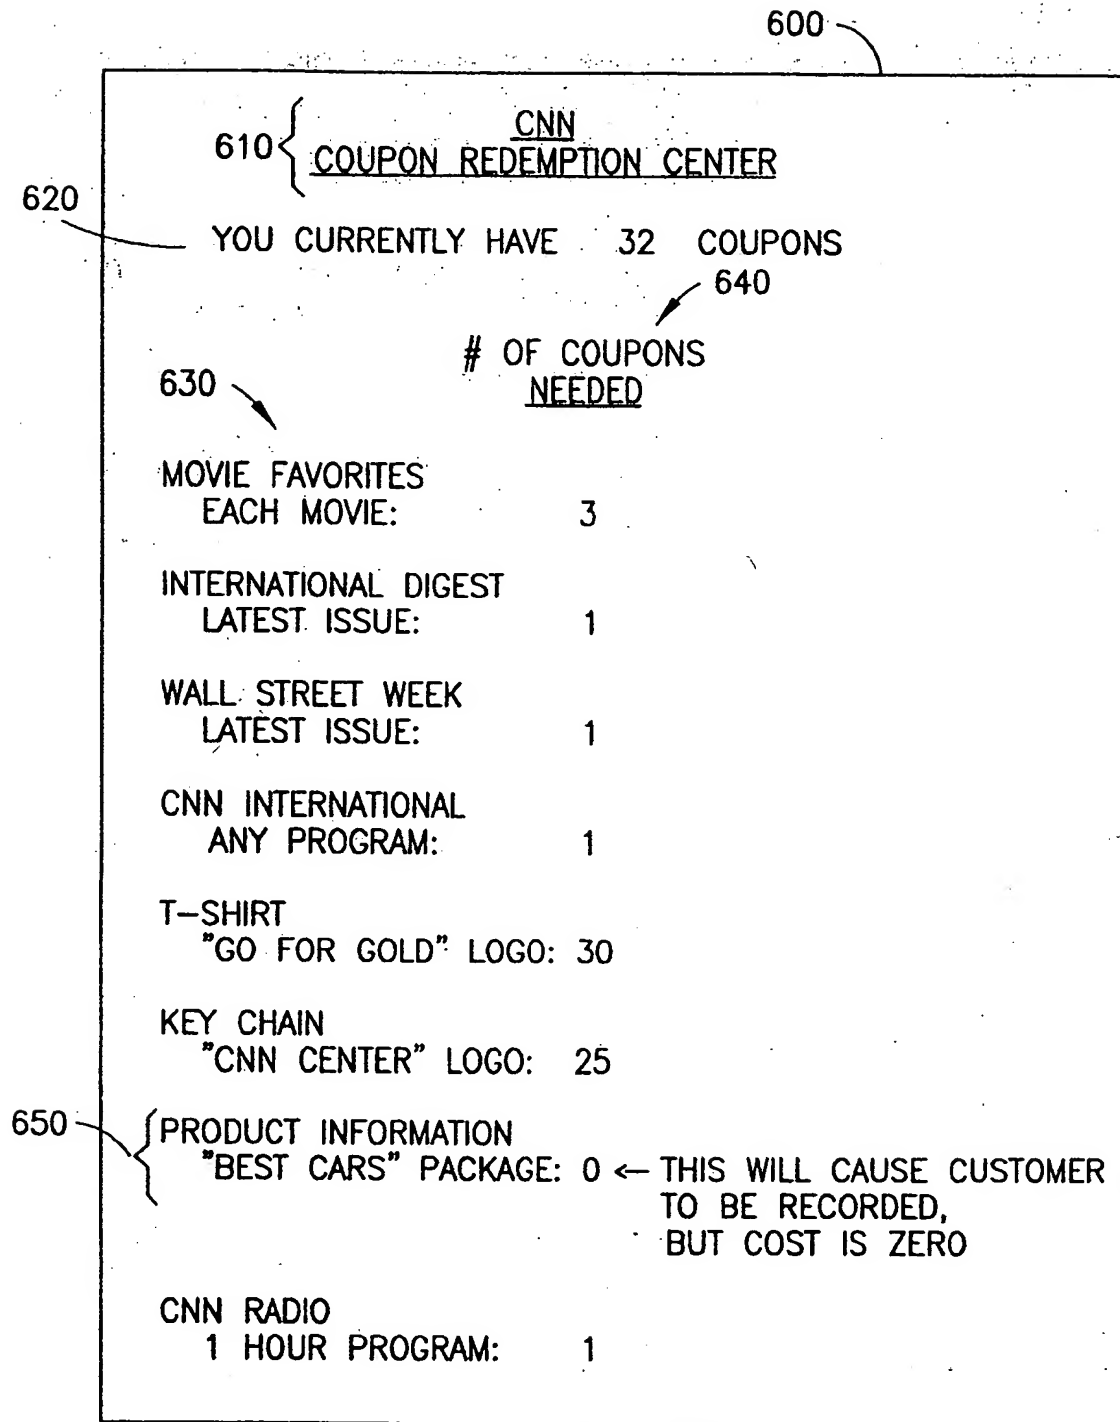 600
610 CNN
COUPON REDEMPTION CENTER
620
YOU CURRENTLY HAVE 32 COUPONS
640
# OF COUPONS
NEEDED
630
MOVIE FAVORITES
EACH MOVIE: 3
INTERNATIONAL DIGEST
LATEST ISSUE: 1
WALL STREET WEEK
LATEST ISSUE: 1
CNN INTERNATIONAL
ANY PROGRAM: 1
T-SHIRT
"GO FOR GOLD" LOGO: 30
KEY CHAIN
"CNN CENTER" LOGO: 25
650 PRODUCT INFORMATION
"BEST CARS" PACKAGE: 0 ← THIS WILL CAUSE CUSTOMER
TO BE RECORDED,
BUT COST IS ZERO
CNN RADIO
1 HOUR PROGRAM: 1